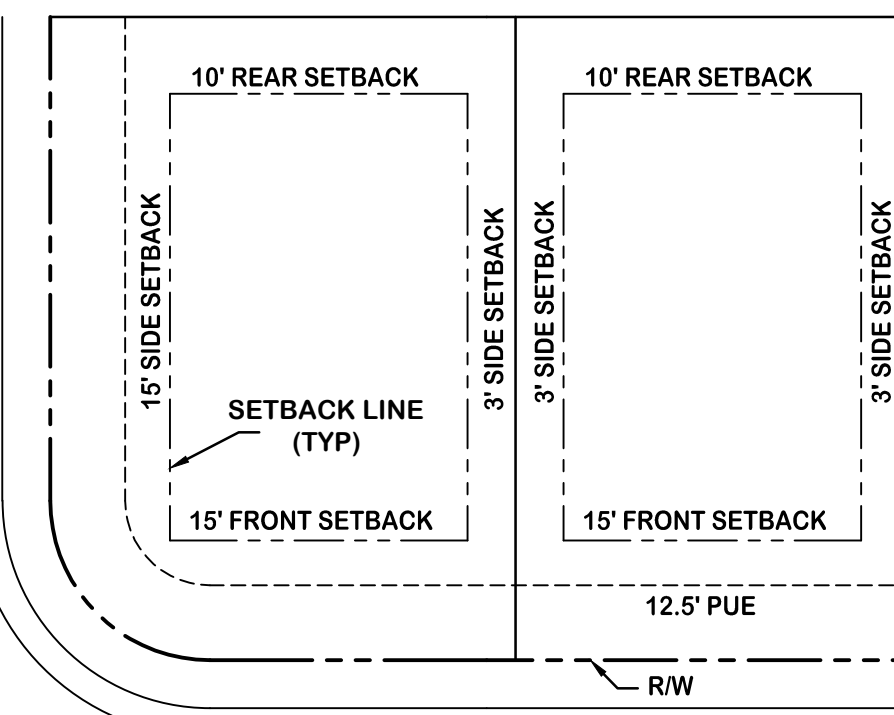 10' REAR SETBACK
10' REAR SETBACK
15' SIDE SETBACK
3' SIDE SETBACK
3' SIDE SETBACK
3' SIDE SETBACK
SETBACK LINE
(TYP)
15' FRONT SETBACK
15' FRONT SETBACK
12.5' PUE
R/W